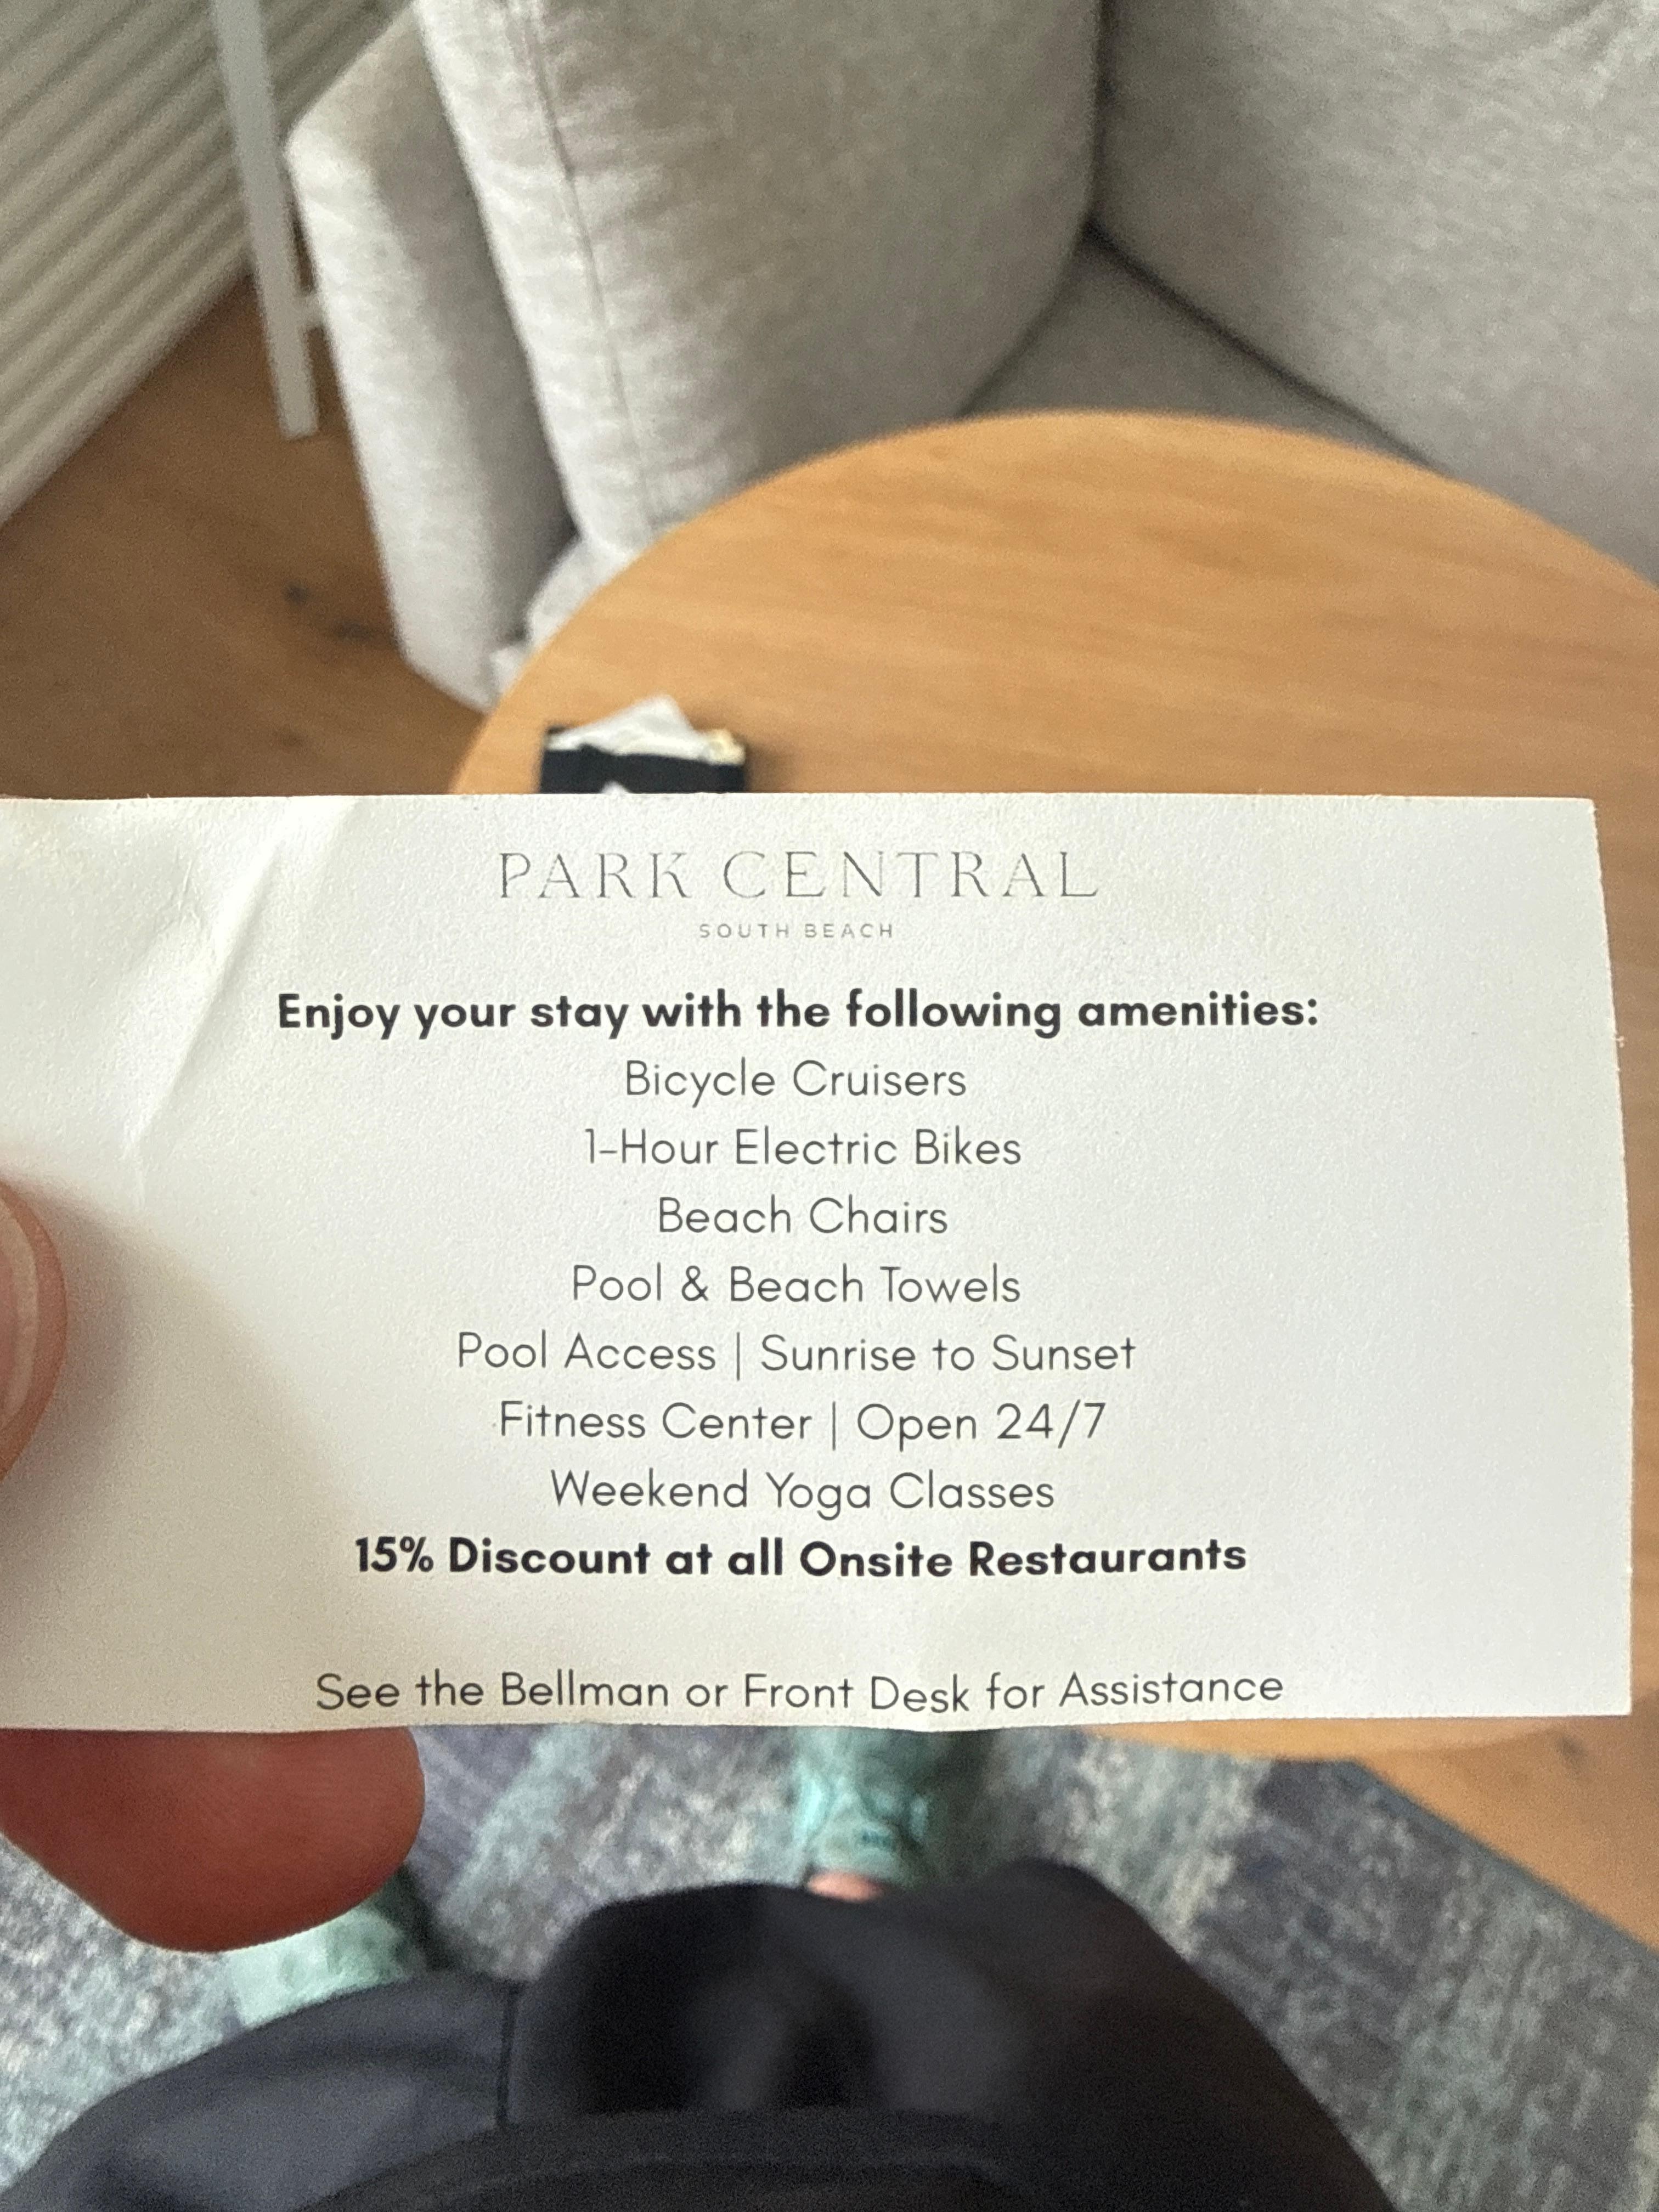 PARK CENTRAL
SOUTH BEACH
Enjoy your stay with the following amenities:
Bicycle Cruisers
1-Hour Electric Bikes
Beach Chairs
Pool & Beach Towels
Pool Access | Sunrise to Sunset
Fitness Center | Open 24/7
Weekend Yoga Classes
15% Discount at all Onsite Restaurants
See the Bellman or Front Desk for Assistance